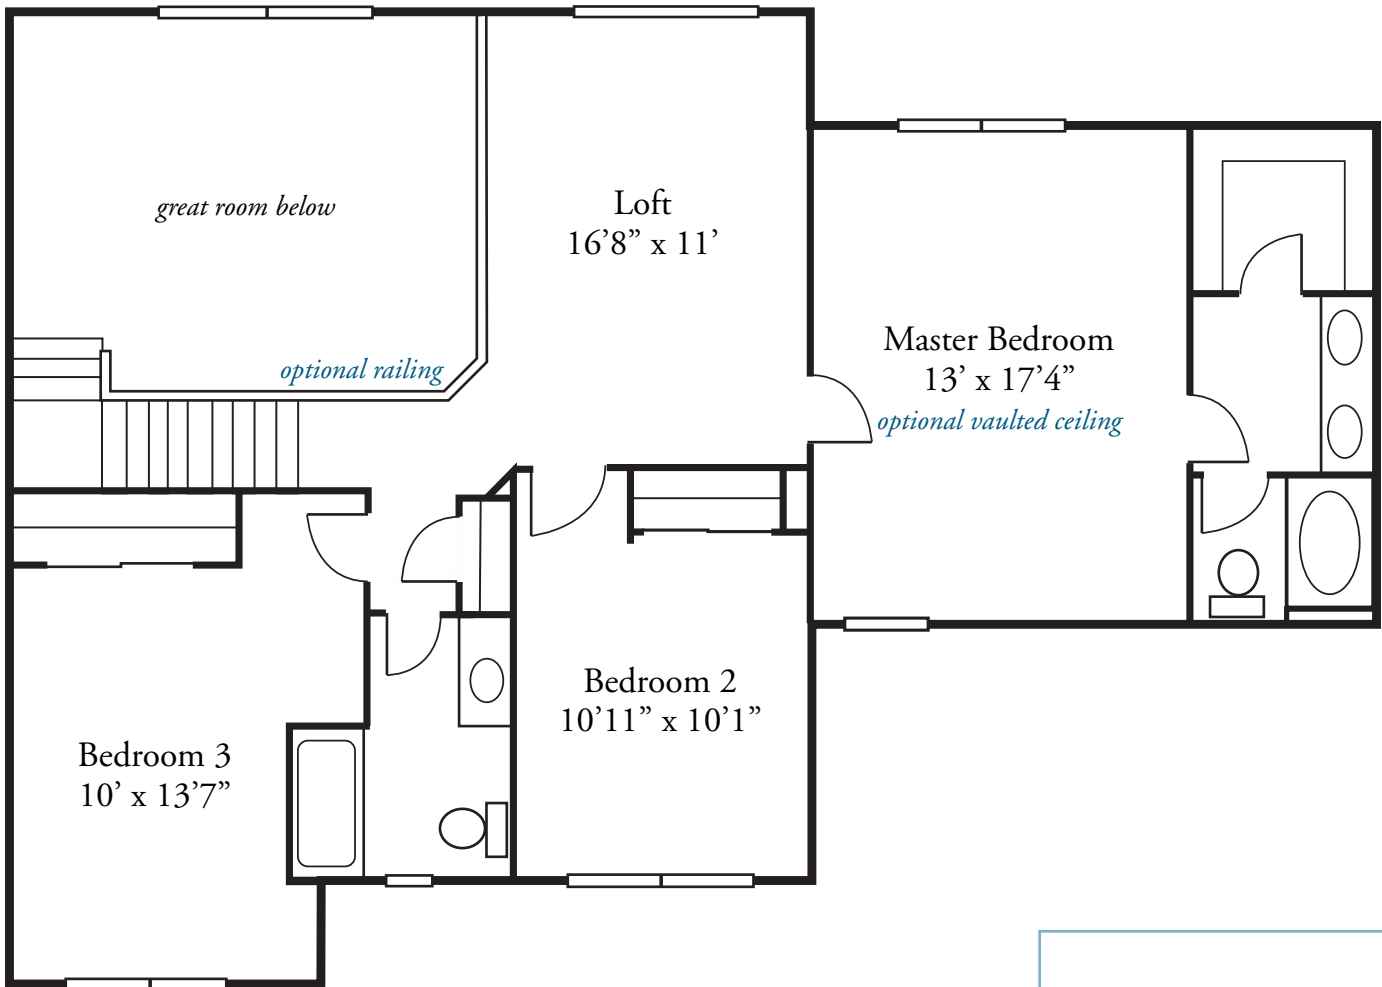 great room below
Loft
16’8” x 11’
Master Bedroom
13’ x 17’4”
optional vaulted ceiling
optional railing
Bedroom 2
10’11” x 10’1”
Bedroom 3
10’ x 13’7”